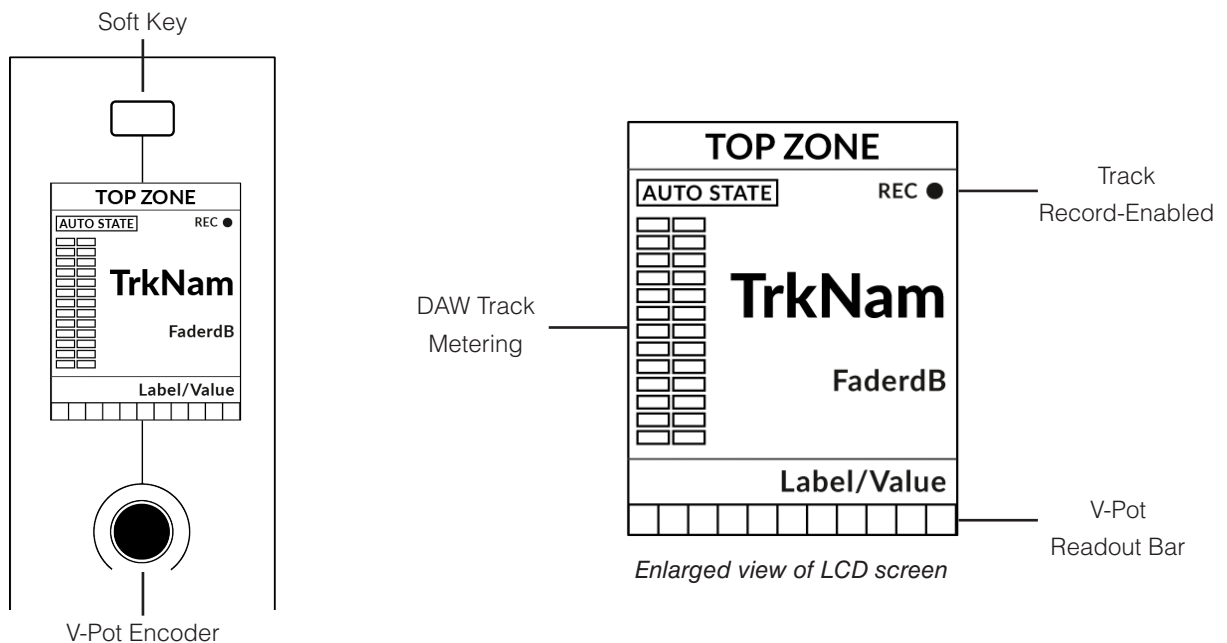 Soft Key
TOP ZONE
AUTO STATE
REC
TrkNam
FaderdB
Label/Value
V-Pot Encoder
TOP ZONE
AUTO STATE
REC
TrkNam
FaderdB
Label/Value
Track
Record-Enabled
DAW Track
Metering
V-Pot
Readout Bar
Enlarged view of LCD screen